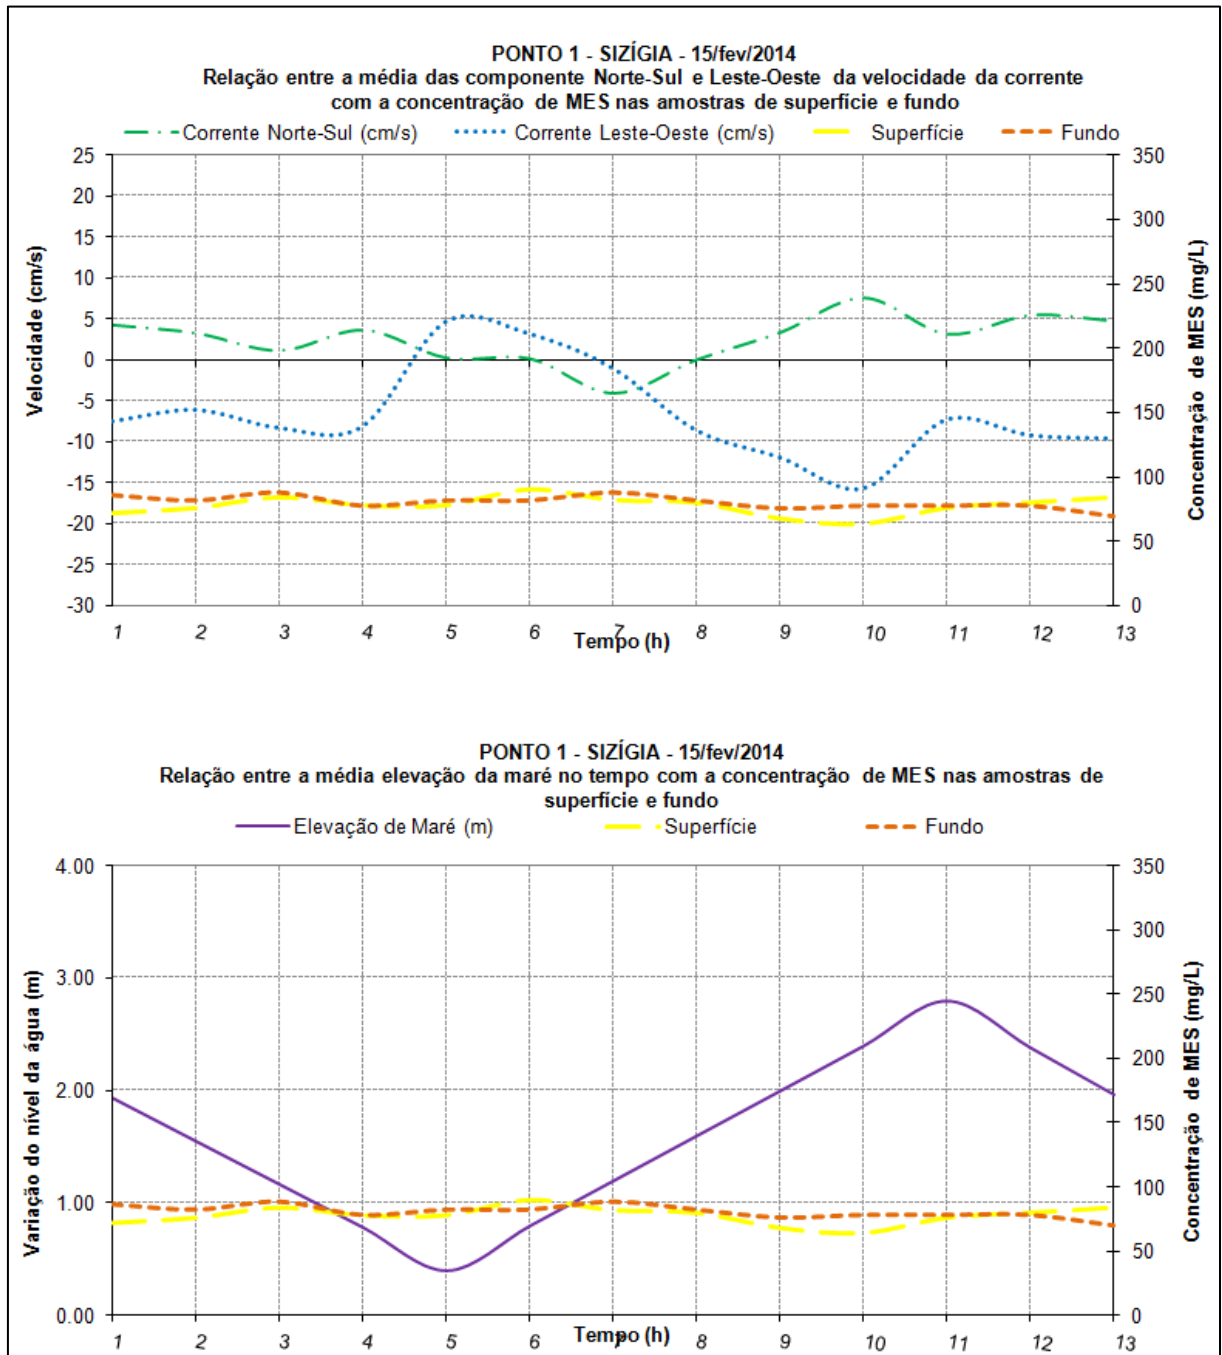 PONTO 1 - SIZÍGIA - 15/fev/2014
Relação entre a média das componente Norte-Sul e Leste-Oeste da velocidade da corrente
com a concentração de MES nas amostras de superfície e fundo
Corrente Norte-Sul (cm/s) Corrente Leste-Oeste (cm/s) Superfície Fundo
Velocidade (cm/s)
25
20
15
10
5
0
-5
-10
-15
-20
-25
-30
350
300
250
200
150
100
50
0
Concentração de MES (mg/L)
1 2 3 4 5 6 7 8 9 10 11 12 13
Tempo (h)
PONTO 1 - SIZÍGIA - 15/fev/2014
Relação entre a média elevação da maré no tempo com a concentração de MES nas amostras de
superfície e fundo
Elevação de Maré (m) Superfície Fundo
Variação do nível da água (m)
4.00
3.00
2.00
1.00
0.00
350
300
250
200
150
100
50
0
Concentração de MES (mg/L)
1 2 3 4 5 6 7 8 9 10 11 12 13
Tempo (h)